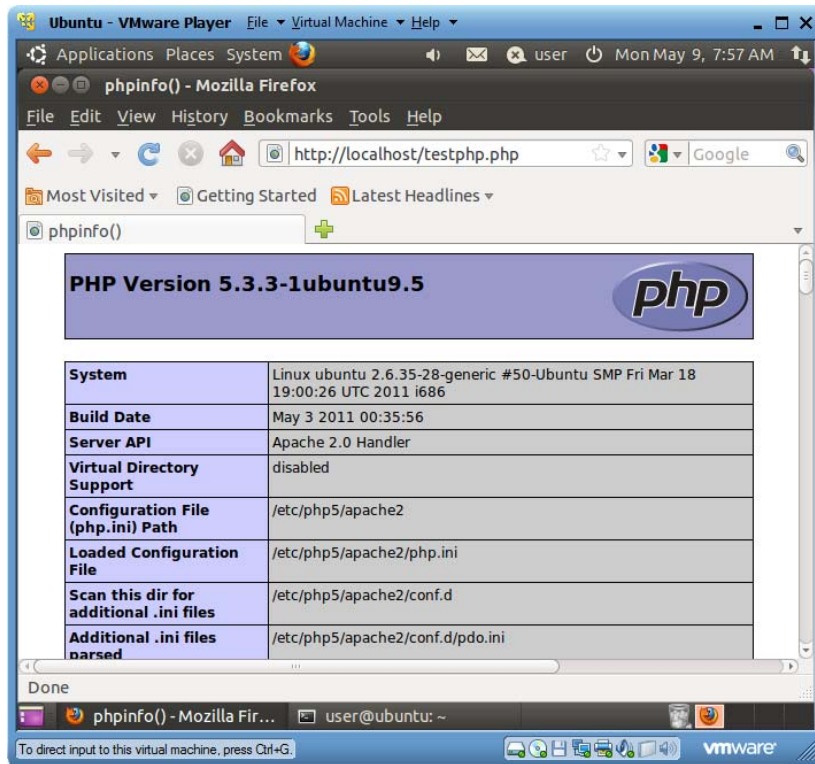 Ubuntu - VMware Player File Virtual Machine Help
Applications Places System user Mon May 9, 7:57 AM
phpinfo() - Mozilla Firefox
File Edit View History Bookmarks Tools Help
http://localhost/testphp.php Google
Most Visited Getting Started Latest Headlines
phpinfo()
PHP Version 5.3.3-1ubuntu9.5
php
System
Linux ubuntu 2.6.35-28-generic #50-Ubuntu SMP Fri Mar 18
19:00:26 UTC 2011 i686
Build Date
May 3 2011 00:35:56
Server API
Apache 2.0 Handler
Virtual Directory
Support
disabled
Configuration File
(php.ini) Path
/etc/php5/apache2
Loaded Configuration
File
/etc/php5/apache2/php.ini
Scan this dir for
additional .ini files
/etc/php5/apache2/conf.d
Additional .ini files
parsed
/etc/php5/apache2/conf.d/pdo.ini
Done
phpinfo() - Mozilla Fir... user@ubuntu: ~
To direct input to this virtual machine, press Ctrl+G. vmware